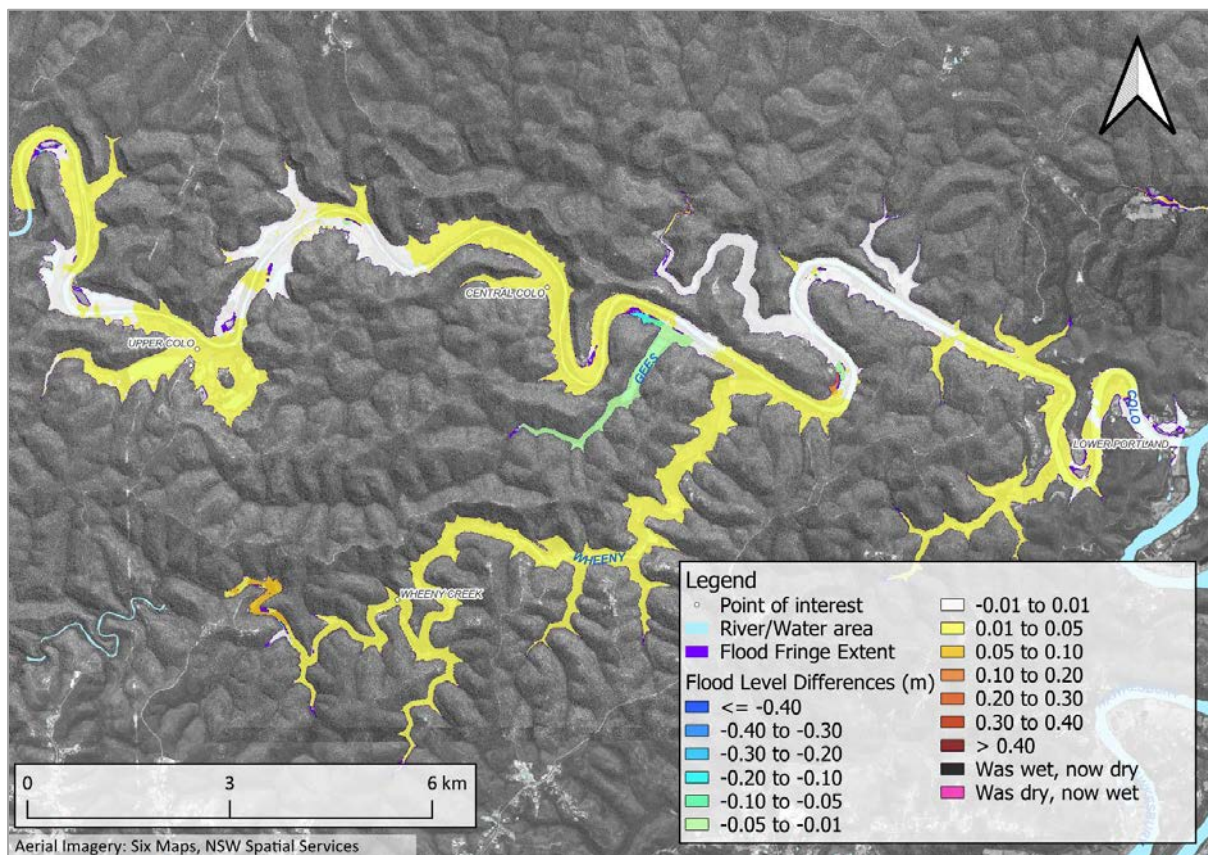 CENTRAL COLO
UPPER COLO
GEES
COLO
LOWER PORTLAND
WHEENY
WHEENY CREEK
Legend
Point of interest
River/Water area
Flood Fringe Extent
Flood Level Differences (m)
<= -0.40
-0.40 to -0.30
-0.30 to -0.20
-0.20 to -0.10
-0.10 to -0.05
-0.05 to -0.01
-0.01 to 0.01
0.01 to 0.05
0.05 to 0.10
0.10 to 0.20
0.20 to 0.30
0.30 to 0.40
> 0.40
Was wet, now dry
Was dry, now wet
0 3 6 km
Aerial Imagery: Six Maps, NSW Spatial Services